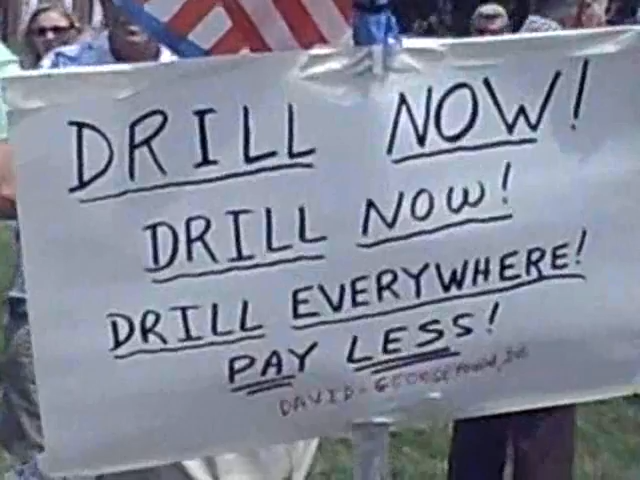 DRILL NOW!
DRILL NOW!
DRILL EVERYWHERE!
PAY LESS!
DAVID - GEORGE